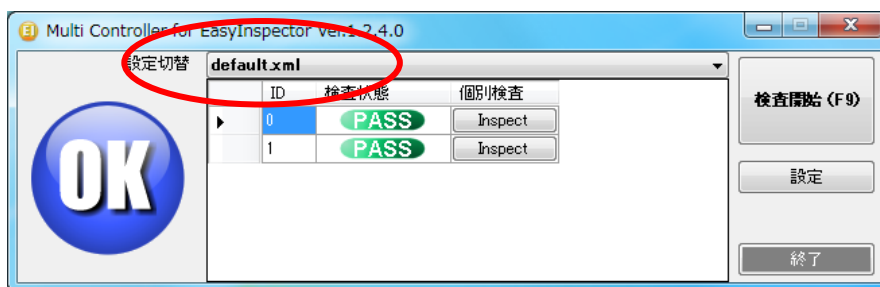 Multi Controller for EasyInspector Ver.1.2.4.0
設定切替 default.xml
ID 検査状態 個別検査
0 PASS Inspect
1 PASS Inspect
OK
検査開始(F9)
設定
終了